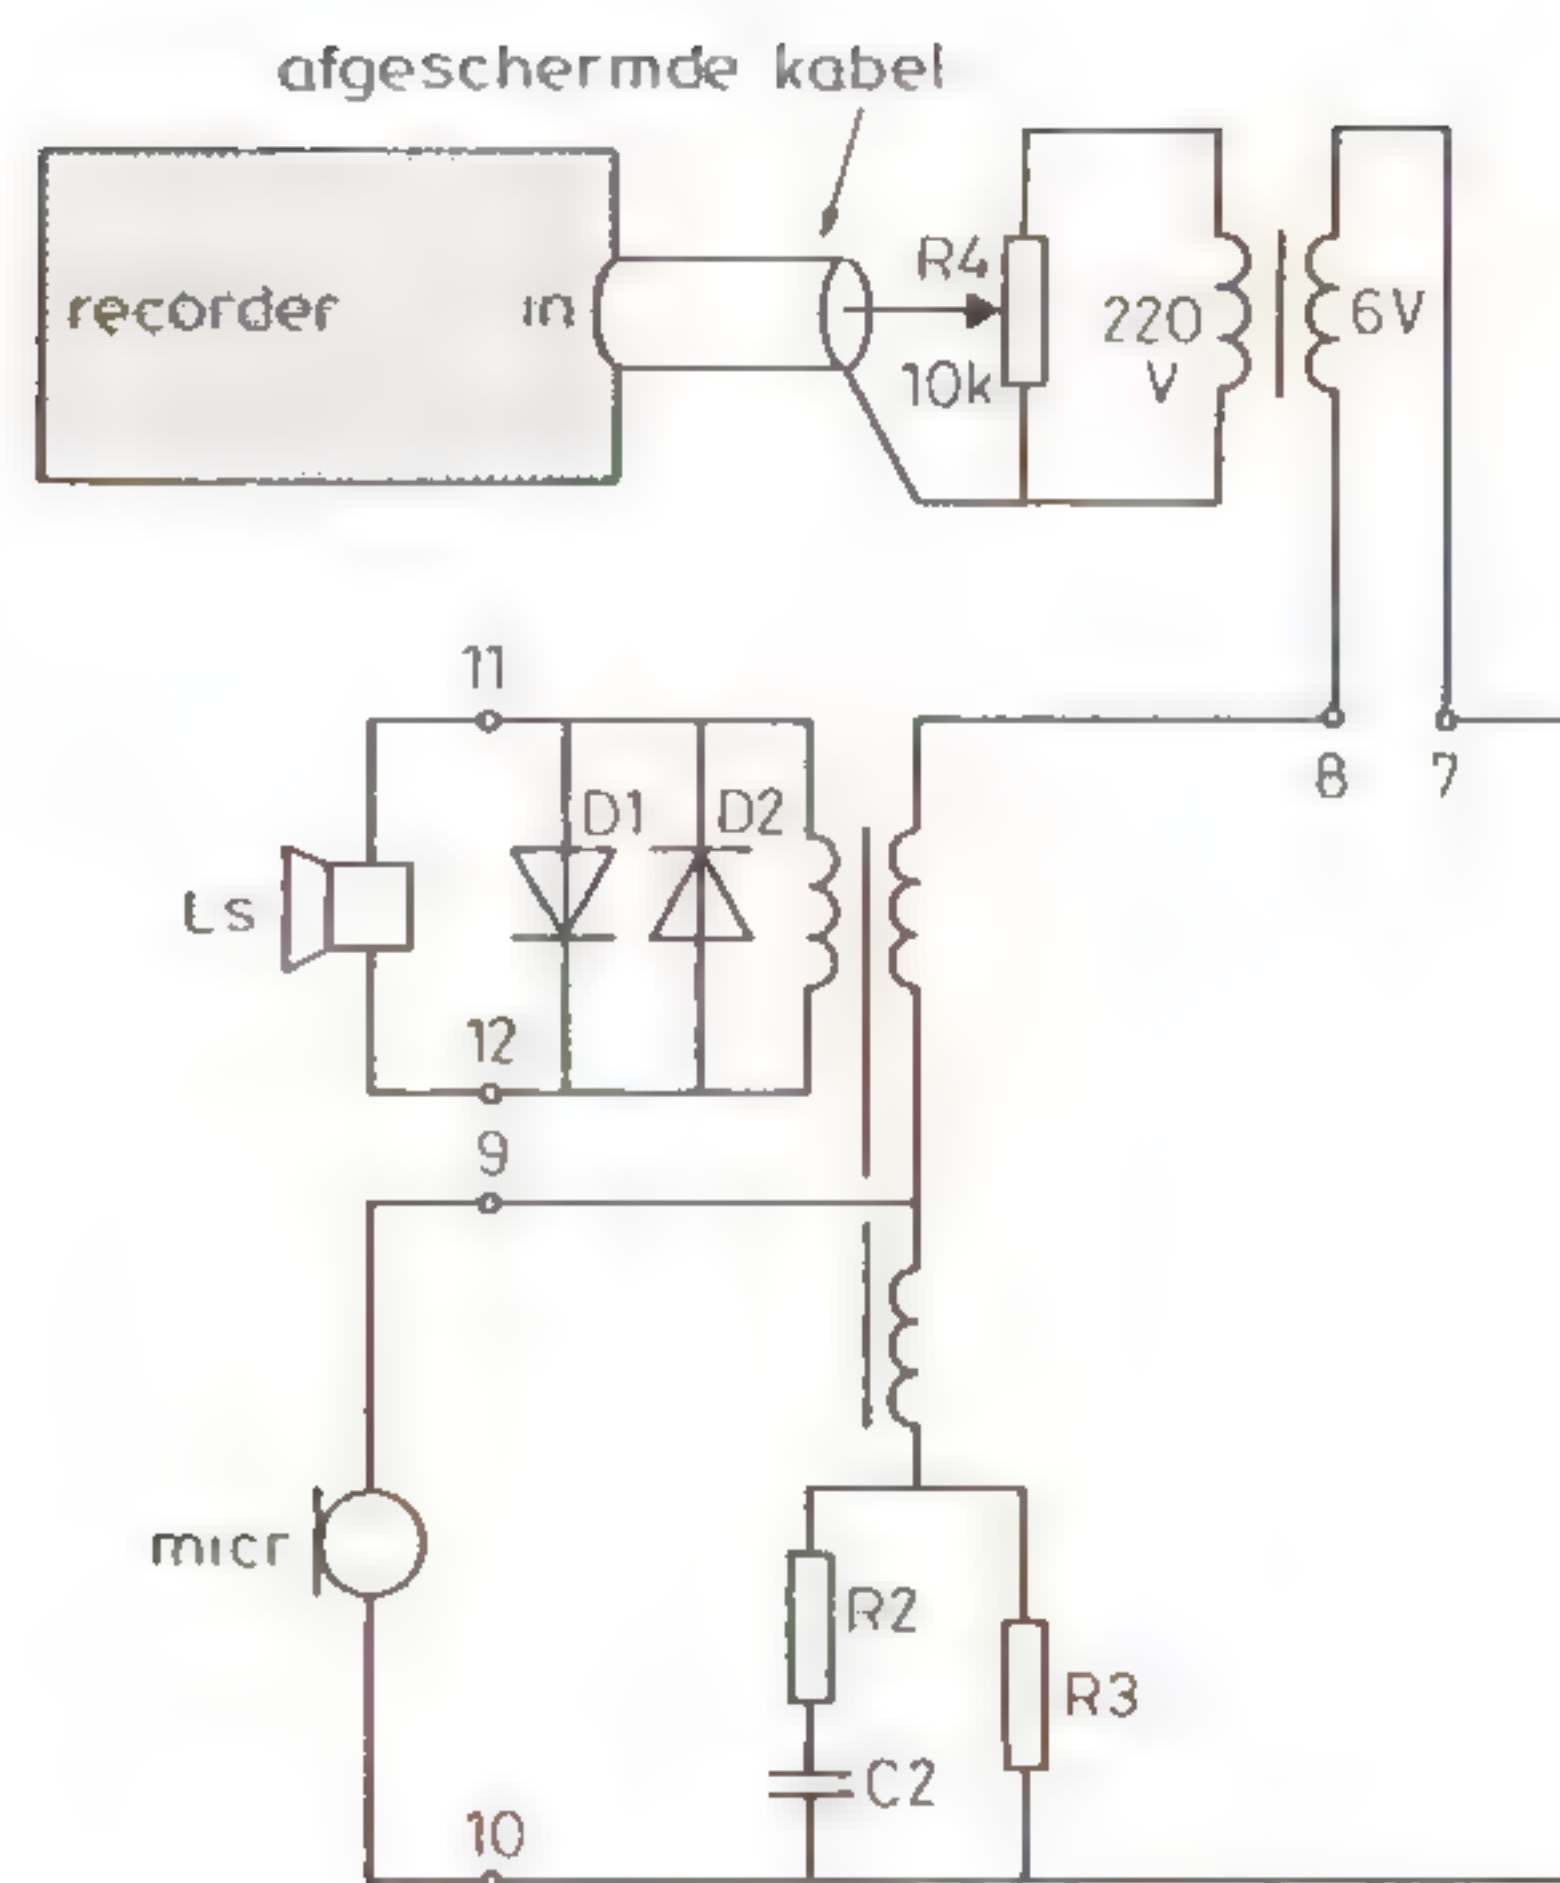 afgeschermde kabel
recorder
in
R4
10k
220
V
6V
11
8
7
D1
D2
Ls
12
9
micr
R2
R3
C2
10